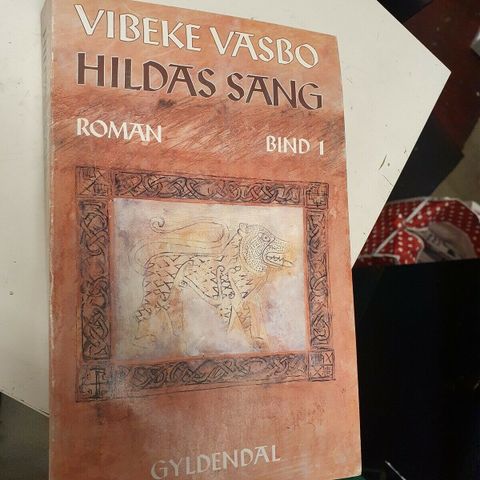 VIBEKE VASBO
HILDAS SANG
ROMAN BIND 1
GYLDENDAL